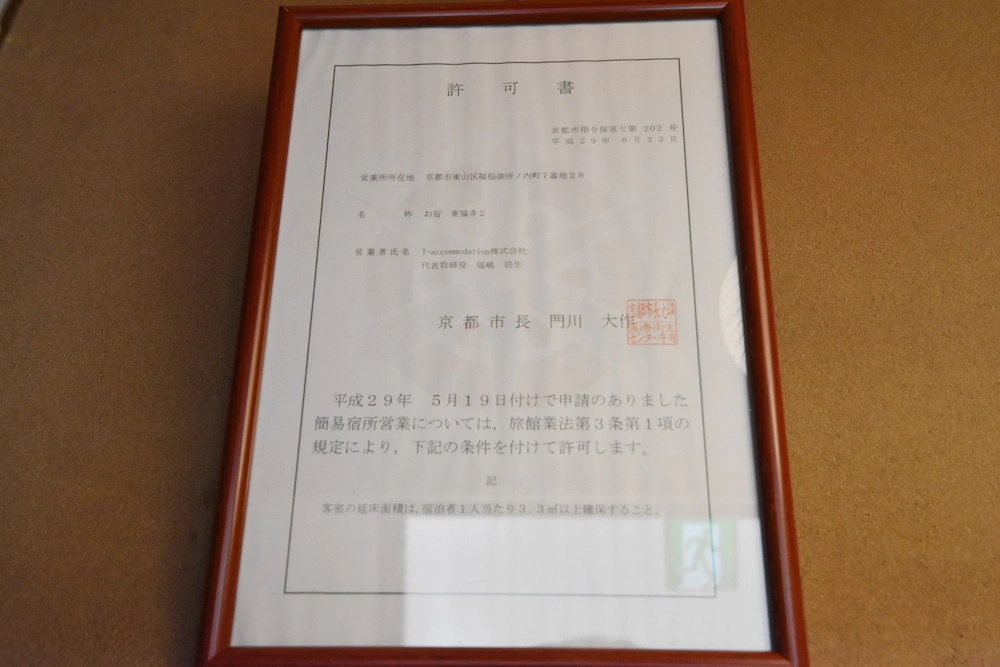 許可書
京都市指令保医セ第 202 号
平成29年 6月22日
営業所所在地 京都市東山区福稲御所ノ内町7番地28
名 称 お宿 東福寺2
営業者氏名 T-accommodation株式会社
代表取締役 福嶋 辰生
京都市長 門川 大作
平成29年 5月19日付けで申請のありました
簡易宿所営業については,旅館業法第3条第1項の
規定により,下記の条件を付けて許可します。
記
客室の延床面積は,宿泊者1人当たり3.3㎡以上確保すること。